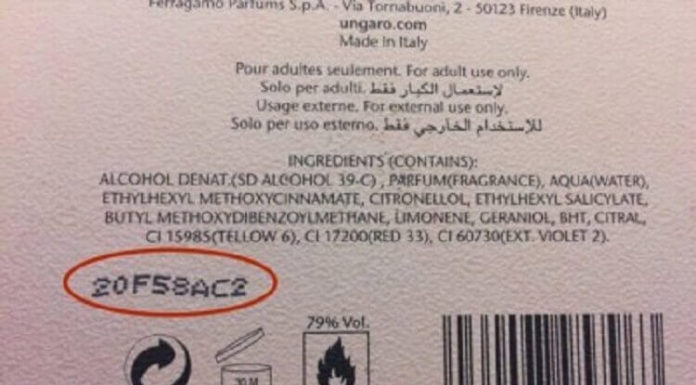 Ferragamo Parfums S.p.A. - Via Tornabuoni, 2 - 50123 Firenze (Italy)
ungaro.com
Made in Italy
Pour adultes seulement. For adult use only.
Solo per adulti. لإستعمال الكبار فقط.
Usage externe. For external use only.
Solo per uso esterno. للإستخدام الخارجي فقط.
INGREDIENTS (CONTAINS):
ALCOHOL DENAT.(SD ALCOHOL 39-C) , PARFUM(FRAGRANCE), AQUA(WATER),
ETHYLHEXYL METHOXYCINNAMATE, CITRONELLOL, ETHYLHEXYL SALICYLATE,
BUTYL METHOXYDIBENZOYLMETHANE, LIMONENE, GERANIOL, BHT, CITRAL,
CI 15985(TELLOW 6), CI 17200(RED 33), CI 60730(EXT. VIOLET 2).
20F58AC2
79% Vol.
30 M